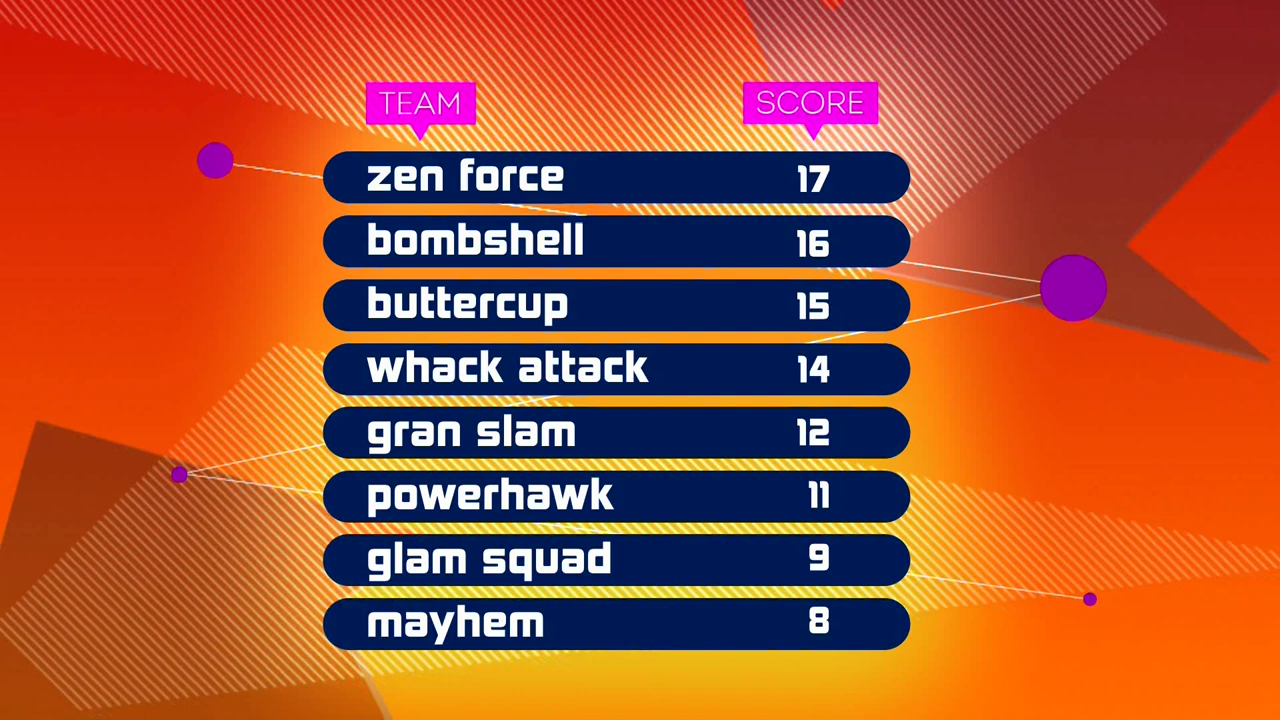 TEAM SCORE
zen force 17
bombshell 16
buttercup 15
whack attack 14
gran slam 12
powerhawk 11
glam squad 9
mayhem 8